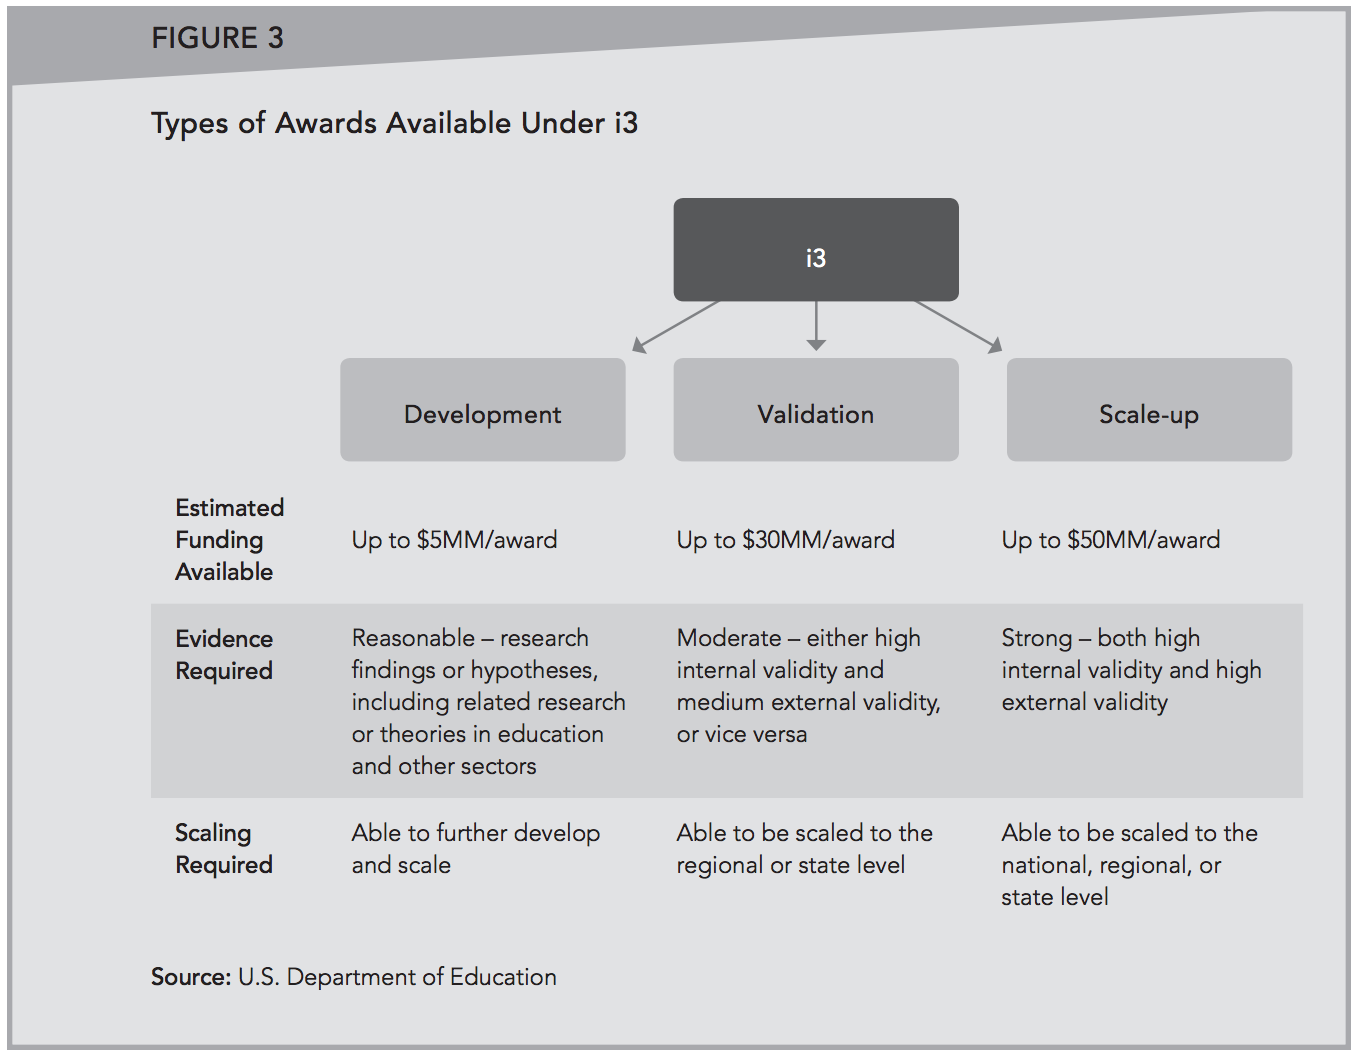 FIGURE 3
Types of Awards Available Under i3
i3
Development
Validation
Scale-up
Estimated
Funding
Available
Up to $5MM/award
Up to $30MM/award
Up to $50MM/award
Evidence
Required
Reasonable – research
findings or hypotheses,
including related research
or theories in education
and other sectors
Moderate – either high
internal validity and
medium external validity,
or vice versa
Strong – both high
internal validity and high
external validity
Scaling
Required
Able to further develop
and scale
Able to be scaled to the
regional or state level
Able to be scaled to the
national, regional, or
state level
Source: U.S. Department of Education